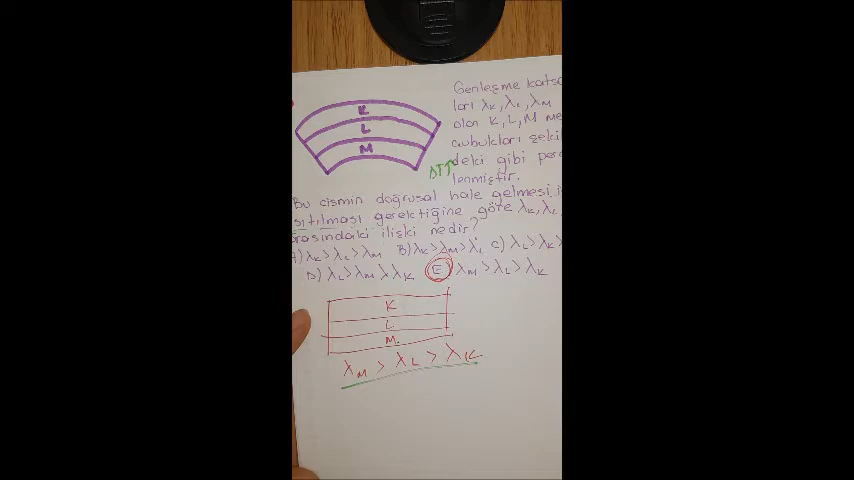 K
L
M
Genleşme katsa
ları λK, λL, λM
olan K, L, M me
çubukları şekil
deki gibi per
lenmiştir.
ΔT↑
Bu cismin doğrusal hale gelmesi i
ısıtılması gerektiğine göre λK, λL,
arasındaki ilişki nedir?
A) λK > λL > λM B) λK > λM > λL C) λL > λK >
D) λL > λM > λK E) λM > λL > λK
K
L
M
λM > λL > λK